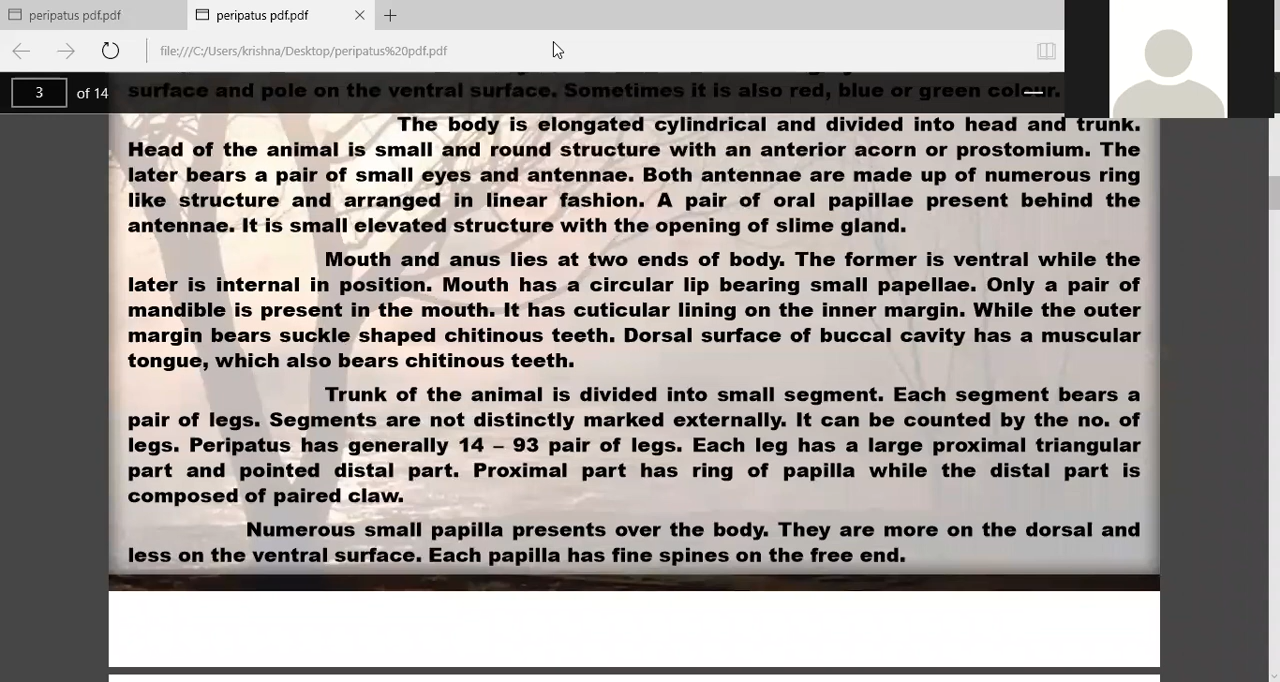 peripatus pdf.pdf
peripatus pdf.pdf
file:///C:/Users/krishna/Desktop/peripatus%20pdf.pdf
3 of 14
surface and pole on the ventral surface. Sometimes it is also red, blue or green colour.
The body is elongated cylindrical and divided into head and trunk.
Head of the animal is small and round structure with an anterior acorn or prostomium. The
later bears a pair of small eyes and antennae. Both antennae are made up of numerous ring
like structure and arranged in linear fashion. A pair of oral papillae present behind the
antennae. It is small elevated structure with the opening of slime gland.
Mouth and anus lies at two ends of body. The former is ventral while the
later is internal in position. Mouth has a circular lip bearing small papellae. Only a pair of
mandible is present in the mouth. It has cuticular lining on the inner margin. While the outer
margin bears suckle shaped chitinous teeth. Dorsal surface of buccal cavity has a muscular
tongue, which also bears chitinous teeth.
Trunk of the animal is divided into small segment. Each segment bears a
pair of legs. Segments are not distinctly marked externally. It can be counted by the no. of
legs. Peripatus has generally 14 – 93 pair of legs. Each leg has a large proximal triangular
part and pointed distal part. Proximal part has ring of papilla while the distal part is
composed of paired claw.
Numerous small papilla presents over the body. They are more on the dorsal and
less on the ventral surface. Each papilla has fine spines on the free end.